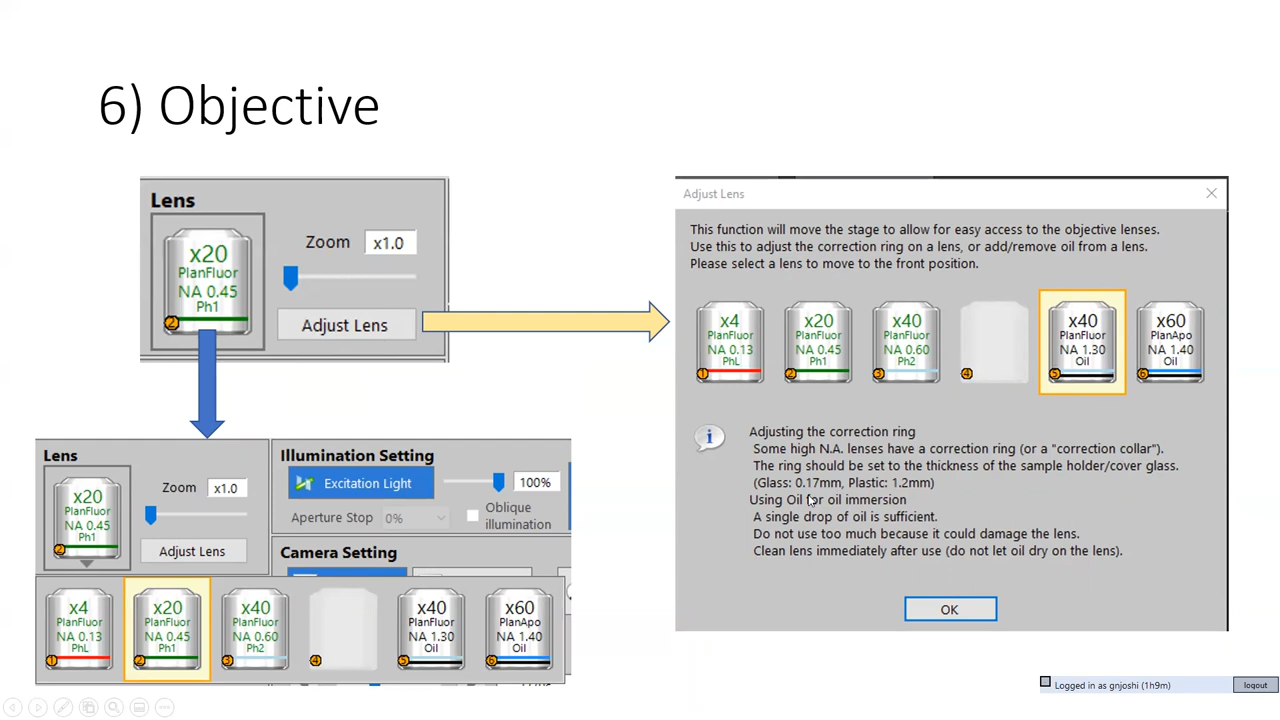 6) Objective
Lens
x20
PlanFluor
NA 0.45
Ph1
2
Zoom
x1.0
Adjust Lens
Lens
x20
PlanFluor
NA 0.45
Ph1
2
Zoom
x1.0
Adjust Lens
Illumination Setting
Excitation Light
100%
Aperture Stop
0%
Oblique
illumination
Camera Setting
x4
PlanFluor
NA 0.13
PhL
1
x20
PlanFluor
NA 0.45
Ph1
2
x40
PlanFluor
NA 0.60
Ph2
3
4
x40
PlanFluor
NA 1.30
Oil
5
x60
PlanApo
NA 1.40
Oil
6
Adjust Lens
This function will move the stage to allow for easy access to the objective lenses.
Use this to adjust the correction ring on a lens, or add/remove oil from a lens.
Please select a lens to move to the front position.
x4
PlanFluor
NA 0.13
PhL
1
x20
PlanFluor
NA 0.45
Ph1
2
x40
PlanFluor
NA 0.60
Ph2
3
4
x40
PlanFluor
NA 1.30
Oil
5
x60
PlanApo
NA 1.40
Oil
6
Adjusting the correction ring
Some high N.A. lenses have a correction ring (or a "correction collar").
The ring should be set to the thickness of the sample holder/cover glass.
(Glass: 0.17mm, Plastic: 1.2mm)
Using Oil for oil immersion
A single drop of oil is sufficient.
Do not use too much because it could damage the lens.
Clean lens immediately after use (do not let oil dry on the lens).
OK
Logged in as gnjoshi (1h9m)
logout